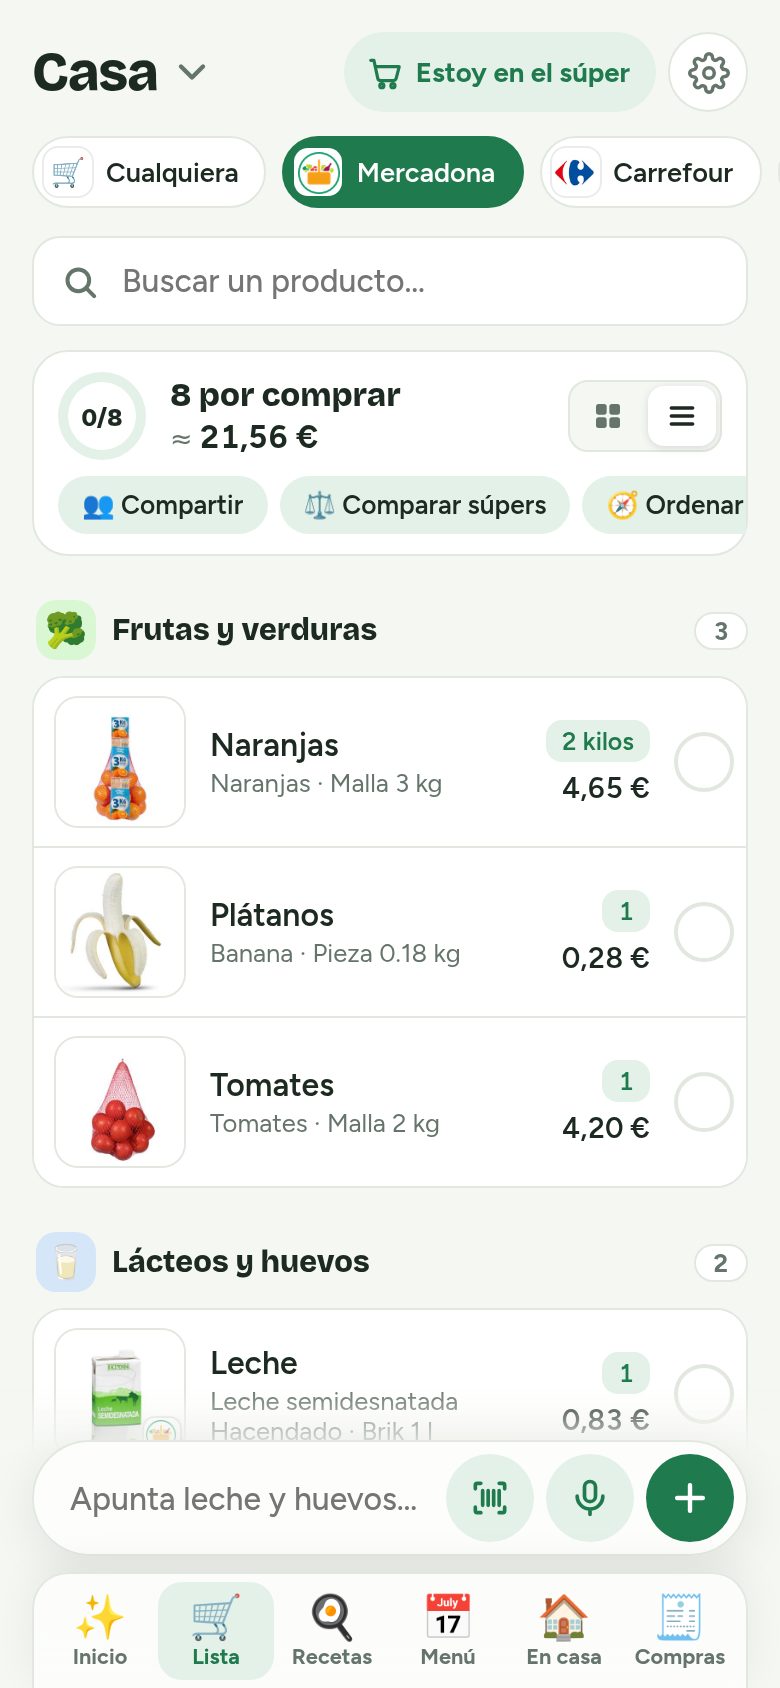 Casa
Estoy en el súper
Cualquiera
Mercadona
Carrefour
Buscar un producto...
0/8
8 por comprar
≈ 21,56 €
Compartir
Comparar súpers
Ordenar
Frutas y verduras
3
Naranjas
Naranjas · Malla 3 kg
2 kilos
4,65 €
Plátanos
Banana · Pieza 0.18 kg
1
0,28 €
Tomates
Tomates · Malla 2 kg
1
4,20 €
Lácteos y huevos
2
Leche
Leche semidesnatada
Hacendado · Brik 1 l
1
0,83 €
Apunta leche y huevos...
July
17
Inicio
Lista
Recetas
Menú
En casa
Compras